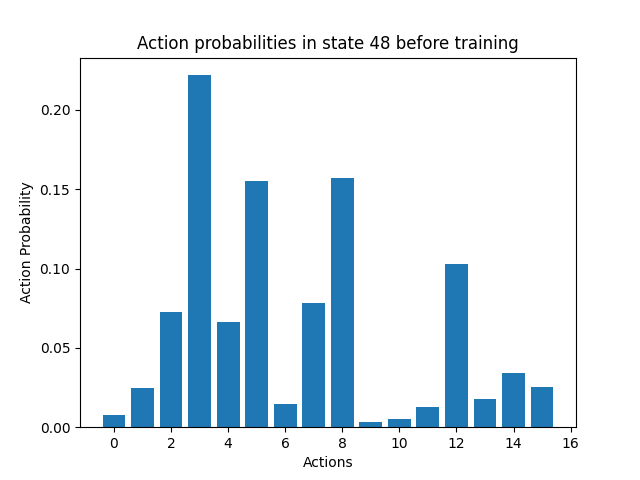 Action probabilities in state 48 before training
Action Probability
0.20
0.15
0.10
0.05
0.00
0 2 4 6 8 10 12 14 16
Actions